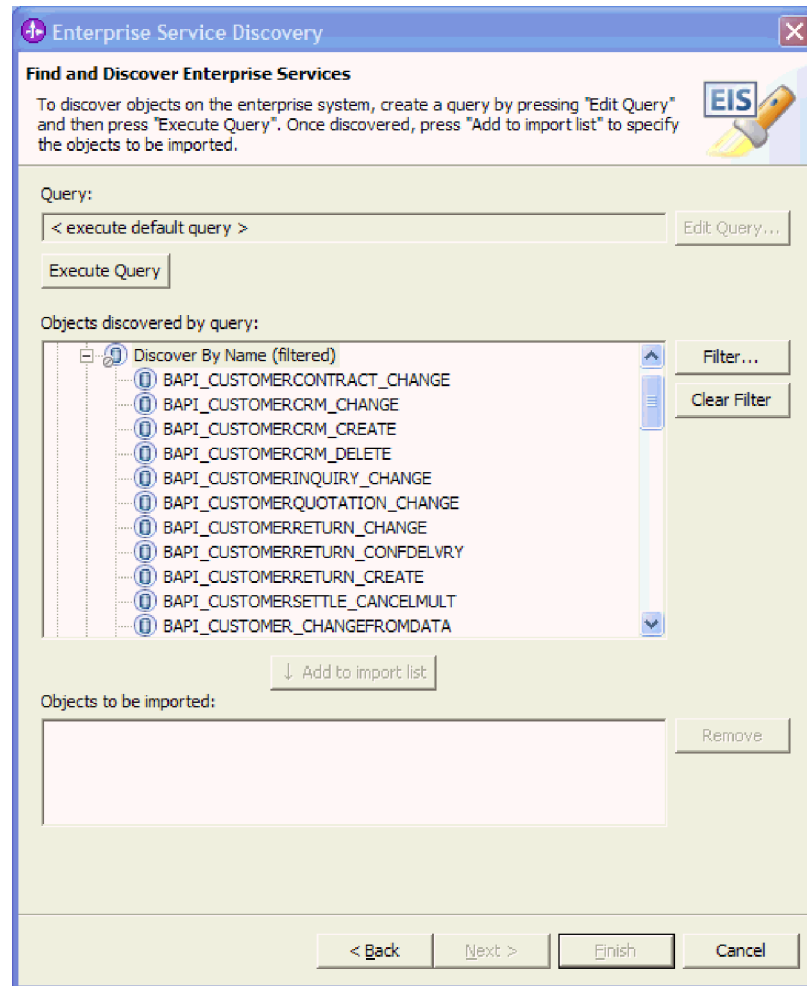 Enterprise Service Discovery
Find and Discover Enterprise Services
To discover objects on the enterprise system, create a query by pressing "Edit Query"
and then press "Execute Query". Once discovered, press "Add to import list" to specify
the objects to be imported.
EIS
Query:
< execute default query >
Edit Query...
Execute Query
Objects discovered by query:
Discover By Name (filtered)
Filter...
BAPI_CUSTOMERCONTRACT_CHANGE
BAPI_CUSTOMERCRM_CHANGE
Clear Filter
BAPI_CUSTOMERCRM_CREATE
BAPI_CUSTOMERCRM_DELETE
BAPI_CUSTOMERINQUIRY_CHANGE
BAPI_CUSTOMERQUOTATION_CHANGE
BAPI_CUSTOMERRETURN_CHANGE
BAPI_CUSTOMERRETURN_CONFDELVRY
BAPI_CUSTOMERRETURN_CREATE
BAPI_CUSTOMERSETTLE_CANCELMULT
BAPI_CUSTOMER_CHANGEFROMDATA
↓ Add to import list
Objects to be imported:
Remove
< Back
Next >
Finish
Cancel